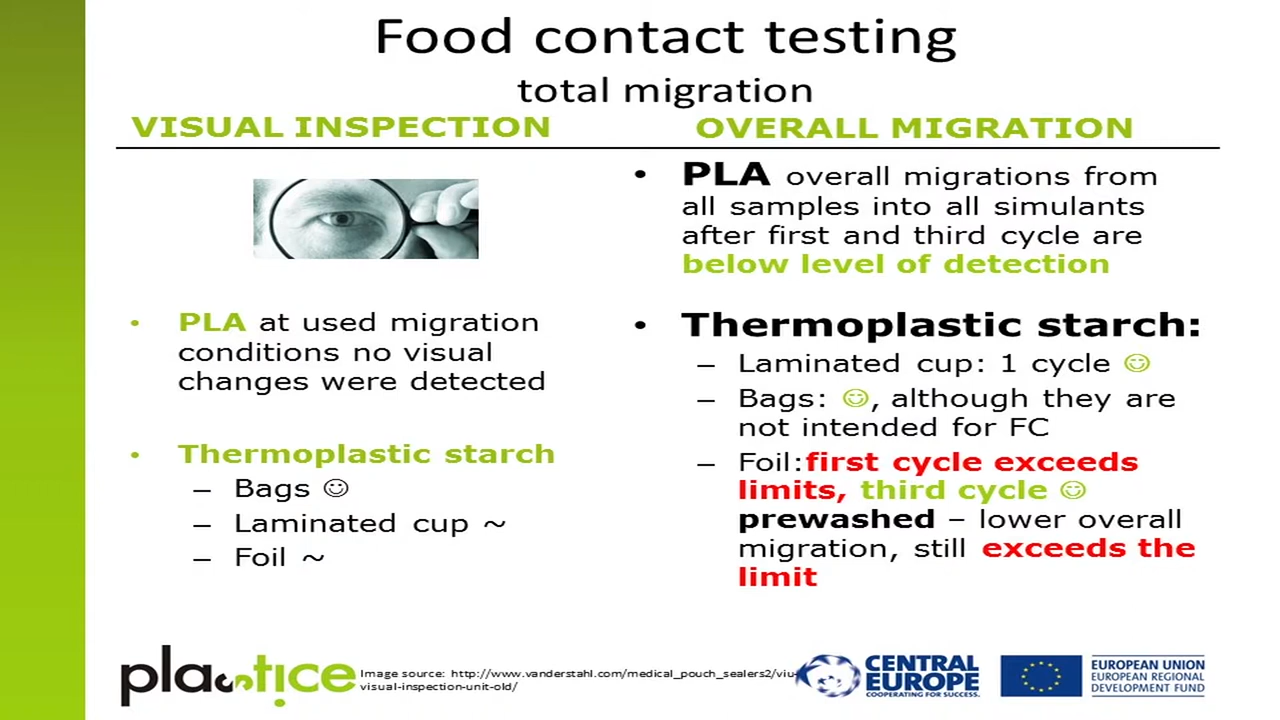 Food contact testing
total migration
VISUAL INSPECTION
• PLA at used migration
conditions no visual
changes were detected
• Thermoplastic starch
– Bags ☺
– Laminated cup ~
– Foil ~
OVERALL MIGRATION
• PLA overall migrations from
all samples into all simulants
after first and third cycle are
below level of detection
• Thermoplastic starch:
– Laminated cup: 1 cycle ☺
– Bags: ☺, although they are
not intended for FC
– Foil:first cycle exceeds
limits, third cycle ☺
prewashed – lower overall
migration, still exceeds the
limit
plastice
Image source: http://www.vanderstahl.com/medical_pouch_sealers2/viu-
visual-inspection-unit-old/
CENTRAL
EUROPE
COOPERATING FOR SUCCESS.
EUROPEAN UNION
EUROPEAN REGIONAL
DEVELOPMENT FUND